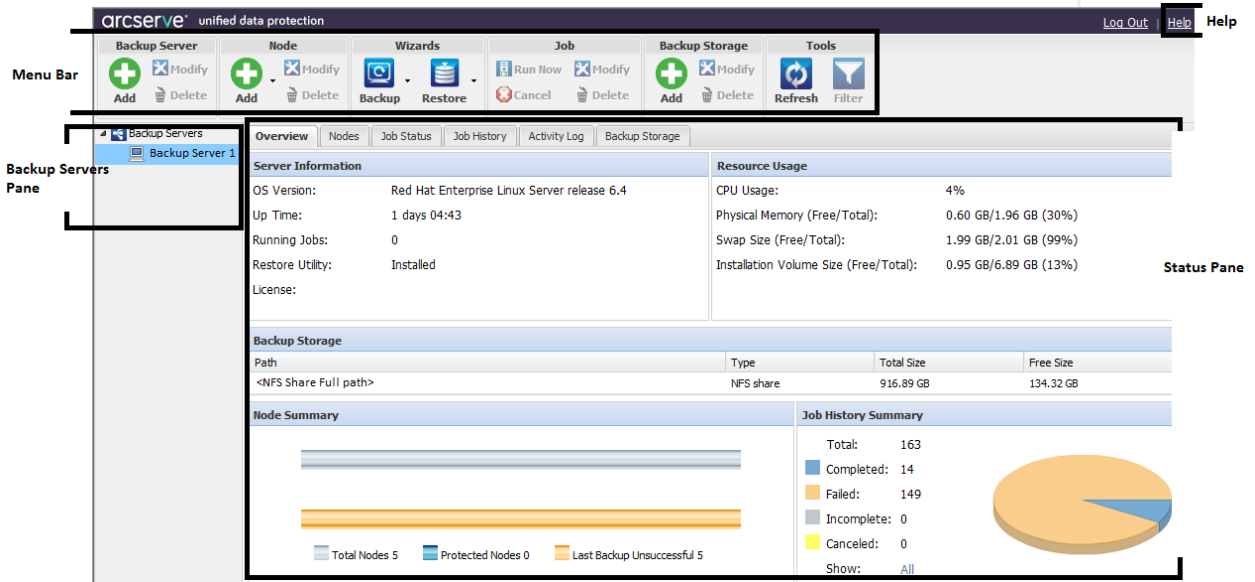 arcserve® unified data protection
Log Out | Help
Help
Menu Bar
Backup Server
Add
Modify
Delete
Node
Add
Modify
Delete
Wizards
Backup
Restore
Job
Run Now
Modify
Cancel
Delete
Backup Storage
Add
Modify
Delete
Tools
Refresh
Filter
Backup Servers Pane
Backup Servers
Backup Server 1
Overview
Nodes
Job Status
Job History
Activity Log
Backup Storage
Server Information
OS Version: Red Hat Enterprise Linux Server release 6.4
Up Time: 1 days 04:43
Running Jobs: 0
Restore Utility: Installed
License:
Resource Usage
CPU Usage: 4%
Physical Memory (Free/Total): 0.60 GB/1.96 GB (30%)
Swap Size (Free/Total): 1.99 GB/2.01 GB (99%)
Installation Volume Size (Free/Total): 0.95 GB/6.89 GB (13%)
Status Pane
Backup Storage
Path Type Total Size Free Size
<NFS Share Full path> NFS share 916.89 GB 134.32 GB
Node Summary
Total Nodes 5 Protected Nodes 0 Last Backup Unsuccessful 5
Job History Summary
Total: 163
Completed: 14
Failed: 149
Incomplete: 0
Canceled: 0
Show: All